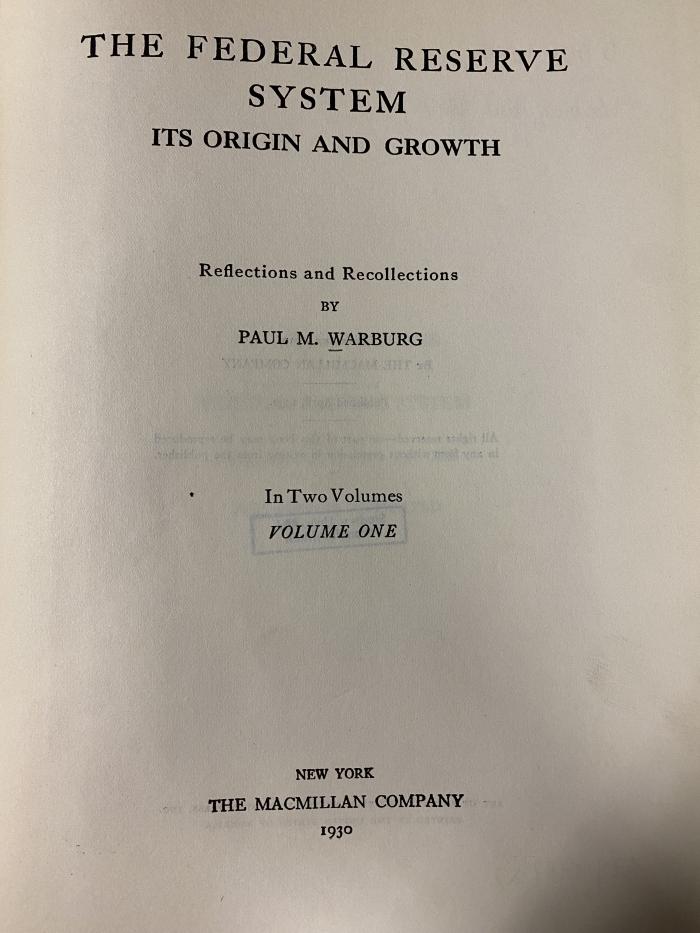 THE FEDERAL RESERVE
SYSTEM
ITS ORIGIN AND GROWTH
Reflections and Recollections
BY
PAUL M. WARBURG
In Two Volumes
VOLUME ONE
NEW YORK
THE MACMILLAN COMPANY
1930